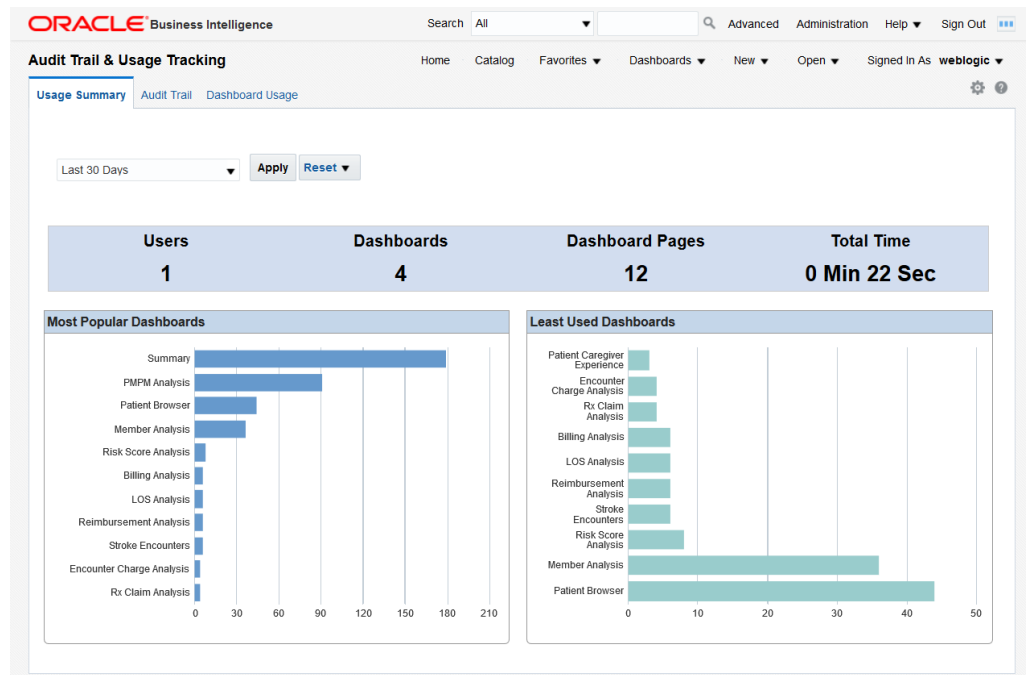 ORACLE Business Intelligence Search All Advanced Administration Help Sign Out
Audit Trail & Usage Tracking Home Catalog Favorites Dashboards New Open Signed In As weblogic
Usage Summary Audit Trail Dashboard Usage
Last 30 Days Apply Reset
Users Dashboards Dashboard Pages Total Time
1 4 12 0 Min 22 Sec
Most Popular Dashboards
Summary
PMPM Analysis
Patient Browser
Member Analysis
Risk Score Analysis
Billing Analysis
LOS Analysis
Reimbursement Analysis
Stroke Encounters
Encounter Charge Analysis
Rx Claim Analysis
0 30 60 90 120 150 180 210
Least Used Dashboards
Patient Caregiver
Experience
Encounter
Charge Analysis
Rx Claim
Analysis
Billing Analysis
LOS Analysis
Reimbursement
Analysis
Stroke
Encounters
Risk Score
Analysis
Member Analysis
Patient Browser
0 10 20 30 40 50